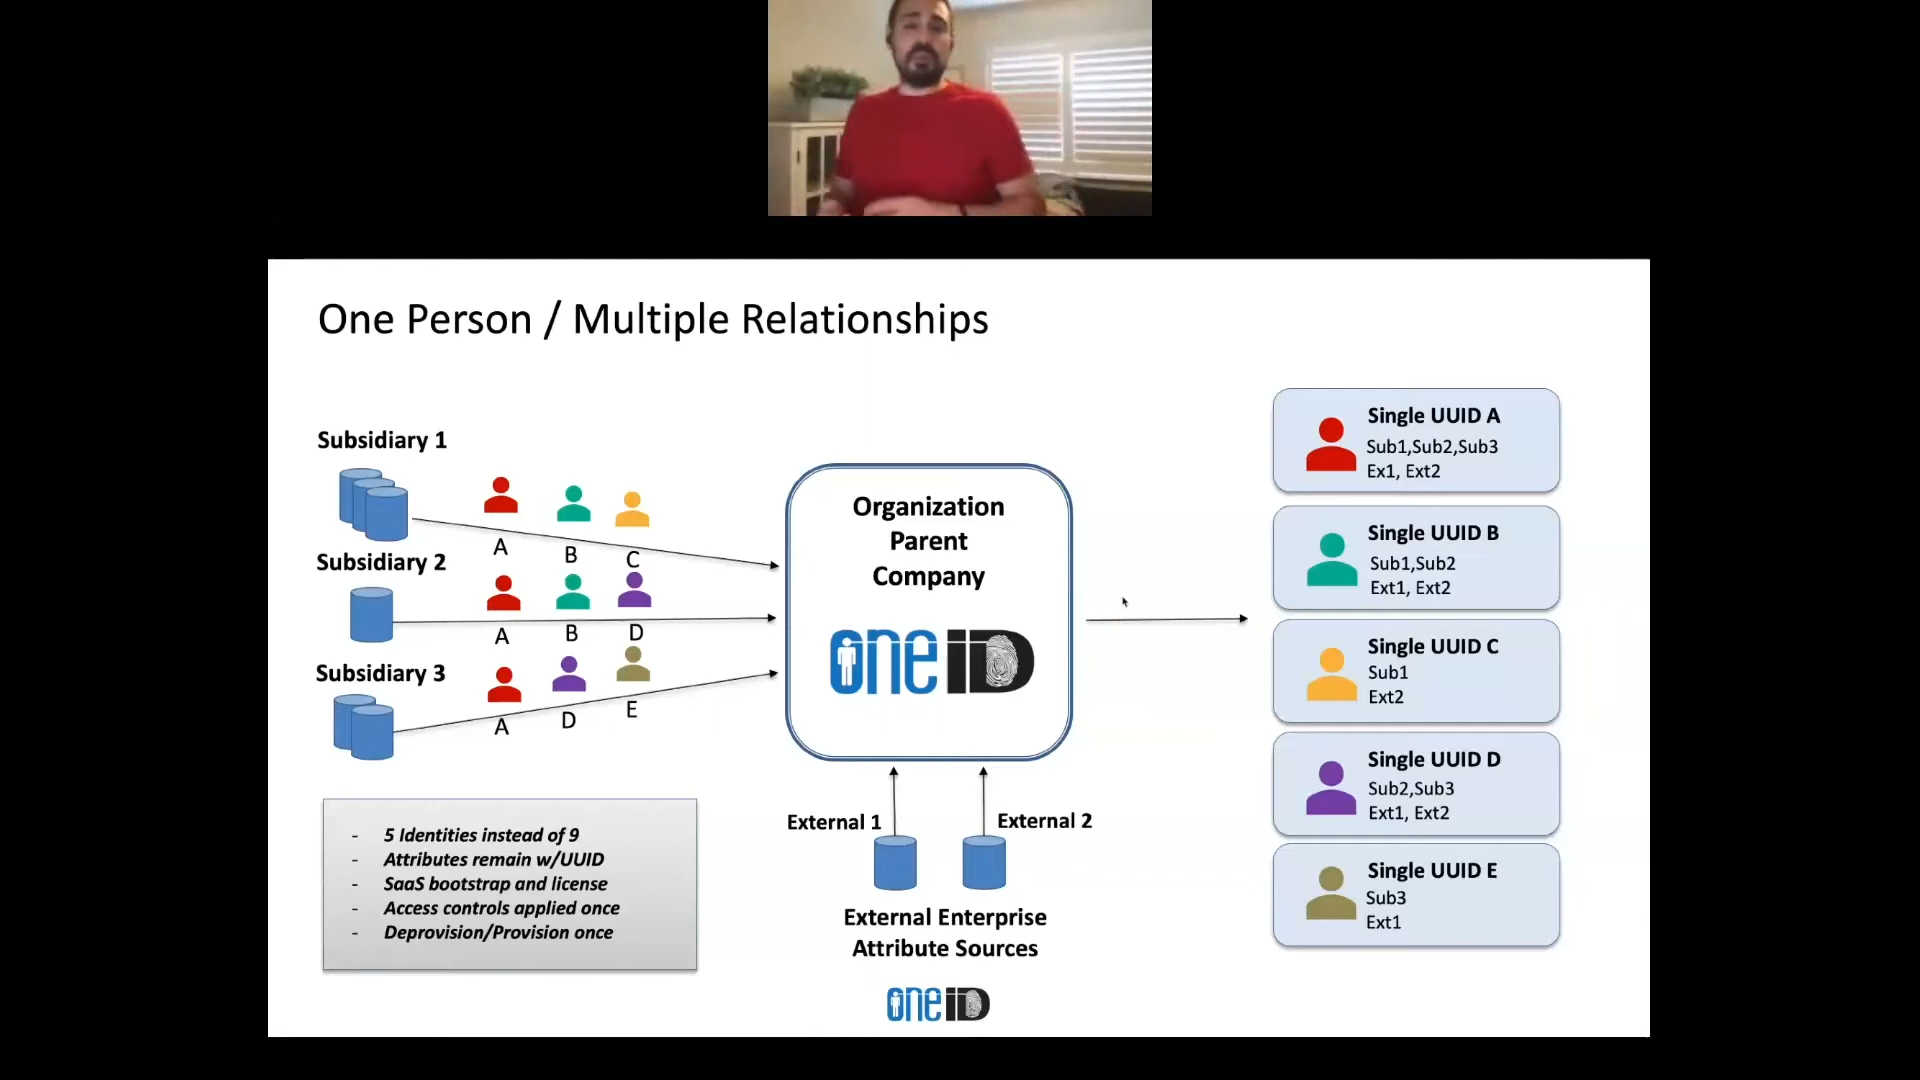 One Person / Multiple Relationships
Subsidiary 1
A
B
C
Subsidiary 2
A
B
D
Subsidiary 3
A
D
E
- 5 Identities instead of 9
- Attributes remain w/UUID
- SaaS bootstrap and license
- Access controls applied once
- Deprovision/Provision once
Organization
Parent
Company
one ID
External 1
External 2
External Enterprise
Attribute Sources
one ID
Single UUID A
Sub1,Sub2,Sub3
Ex1, Ext2
Single UUID B
Sub1,Sub2
Ext1, Ext2
Single UUID C
Sub1
Ext2
Single UUID D
Sub2,Sub3
Ext1, Ext2
Single UUID E
Sub3
Ext1